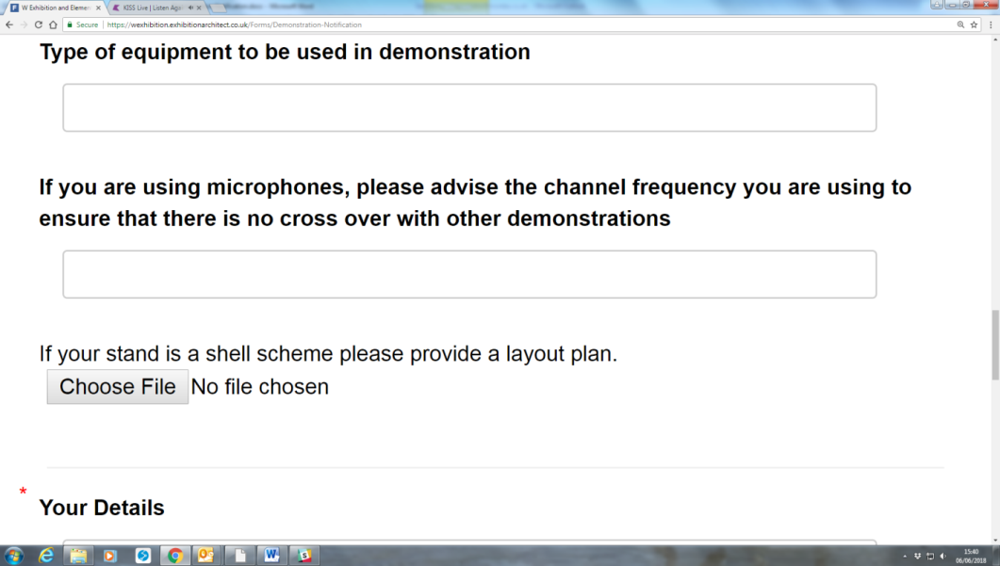 W Exhibition and Elemen
KISS Live | Listen Agai
Secure
https://wexhibition.exhibitionarchitect.co.uk/Forms/Demonstration-Notification
Type of equipment to be used in demonstration
If you are using microphones, please advise the channel frequency you are using to
ensure that there is no cross over with other demonstrations
If your stand is a shell scheme please provide a layout plan.
Choose File No file chosen
*
Your Details
15:40
06/06/2018